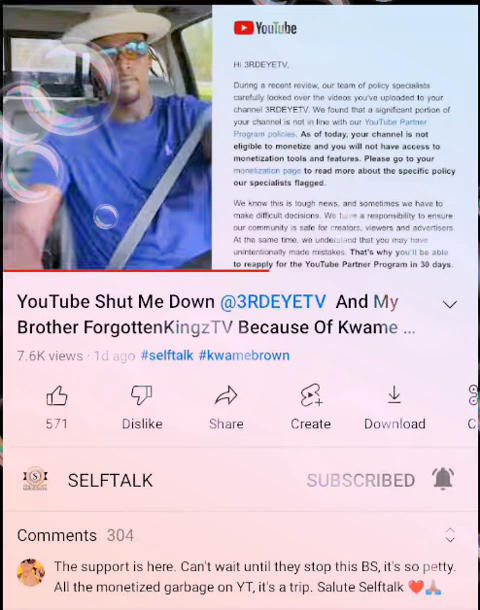 YouTube
Hi 3RDEYETV,
During a recent review, our team of policy specialists
carefully looked over the videos you've uploaded to your
channel 3RDEYETV. We found that a significant portion of
your channel is not in line with our YouTube Partner
Program policies. As of today, your channel is not
eligible to monetize and you will not have access to
monetization tools and features. Please go to your
monetization page to read more about the specific policy
our specialists flagged.
We know this is tough news, and sometimes we have to
make difficult decisions. We have a responsibility to ensure
our community is safe for creators, viewers and advertisers.
At the same time, we understand that you may have
unintentionally made mistakes. That's why you'll be able
to reapply for the YouTube Partner Program in 30 days.
YouTube Shut Me Down @3RDEYETV And My
Brother ForgottenKingzTV Because Of Kwame ...
7.6K views · 1d ago #selftalk #kwamebrown
571 Dislike Share Create Download C
SELFTALK SUBSCRIBED
Comments 304
The support is here. Can't wait until they stop this BS, it's so petty.
All the monetized garbage on YT, it's a trip. Salute Selftalk ❤️🙏🏽